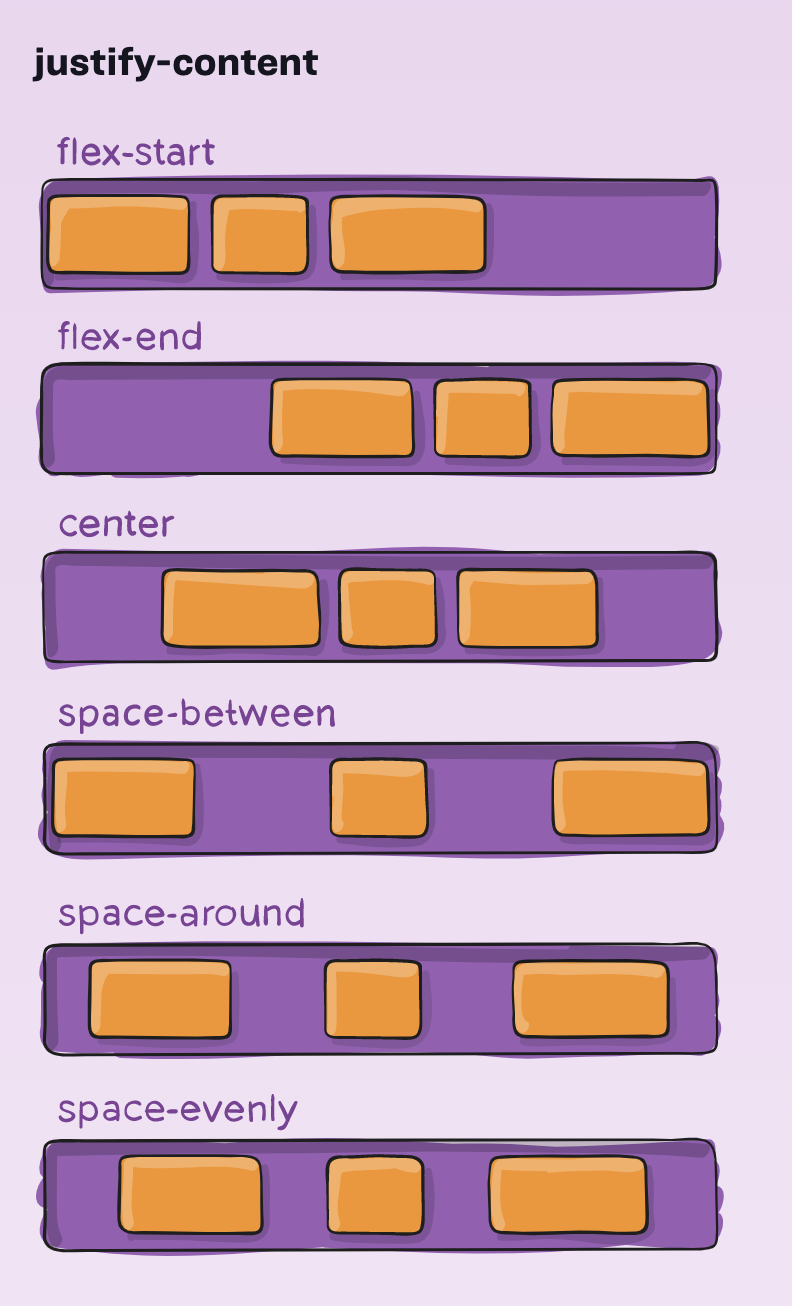 justify-content
flex-start
flex-end
center
space-between
space-around
space-evenly